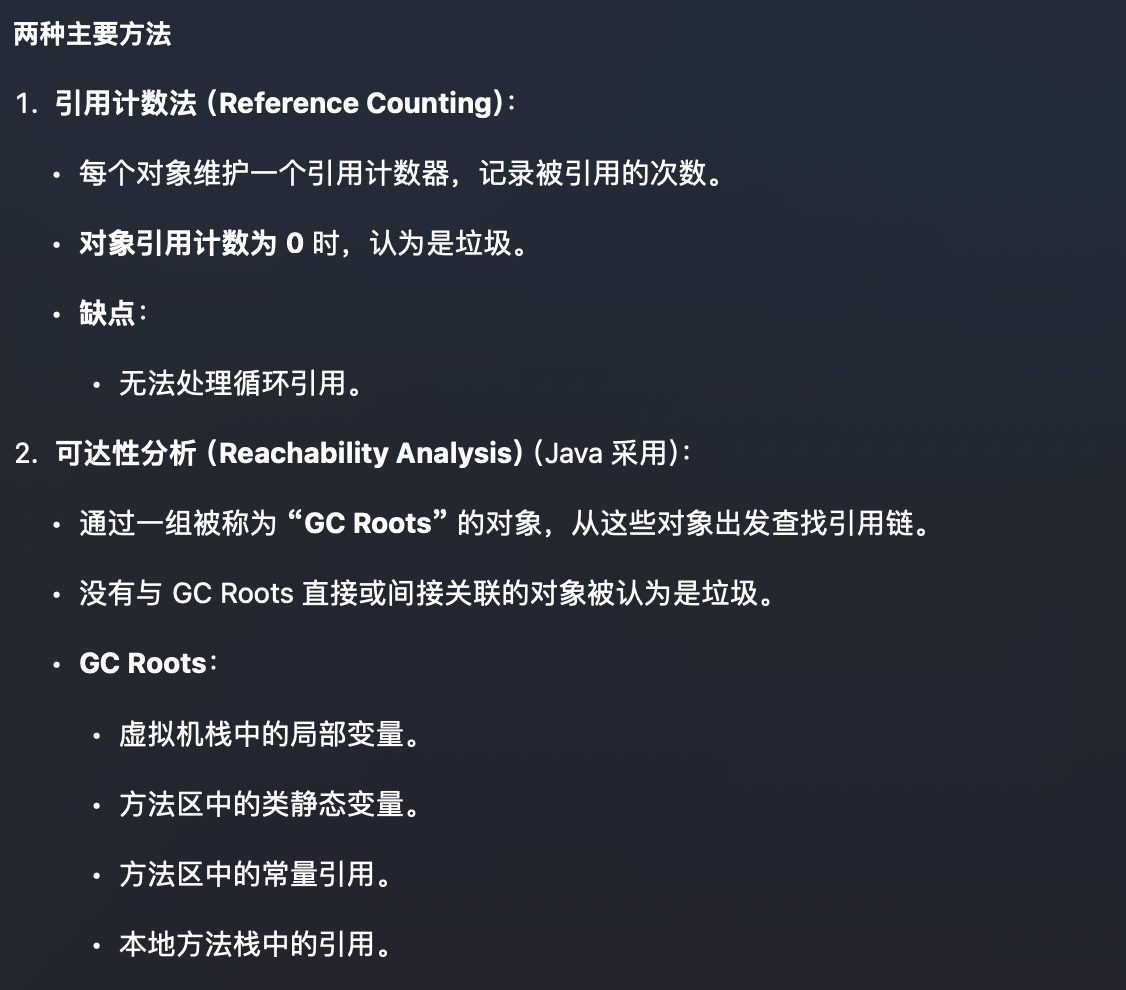 两种主要方法
1. 引用计数法 (Reference Counting)：
• 每个对象维护一个引用计数器，记录被引用的次数。
• 对象引用计数为 0 时，认为是垃圾。
• 缺点：
• 无法处理循环引用。
2. 可达性分析 (Reachability Analysis) (Java 采用)：
• 通过一组被称为 “GC Roots” 的对象，从这些对象出发查找引用链。
• 没有与 GC Roots 直接或间接关联的对象被认为是垃圾。
• GC Roots：
• 虚拟机栈中的局部变量。
• 方法区中的类静态变量。
• 方法区中的常量引用。
• 本地方法栈中的引用。